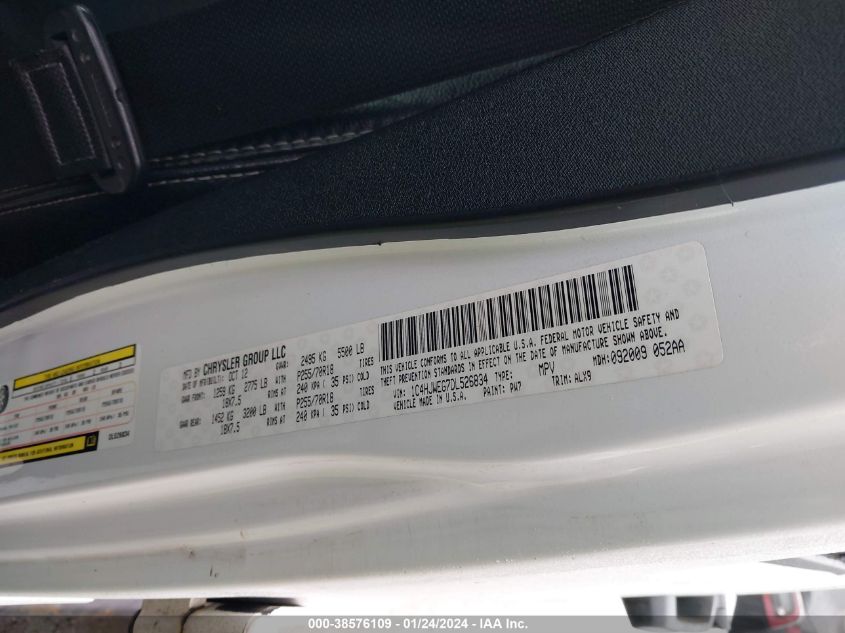 MFD BY CHRYSLER GROUP LLC
DATE OF MFR: OCT 12 GVWR: 2495 KG 5500 LB
GAWR FRONT: 1259 KG 2775 LB WITH P255/70R18 TIRES
18X7.5 RIMS AT 240 KPA ( 35 PSI) COLD
GAWR REAR: 1452 KG 3200 LB WITH P255/70R18 TIRES
18X7.5 RIMS AT 240 KPA ( 35 PSI) COLD
THIS VEHICLE CONFORMS TO ALL APPLICABLE U.S.A. FEDERAL MOTOR VEHICLE SAFETY AND
THEFT PREVENTION STANDARDS IN EFFECT ON THE DATE OF MANUFACTURE SHOWN ABOVE.
MDH: 092009 052AA
VIN: 1C4HJWEG7DL526834 TYPE: MPV
VEHICLE MADE IN U.S.A. PAINT: PW7 TRIM: ALX9
000-38576109 - 01/24/2024 - IAA Inc.